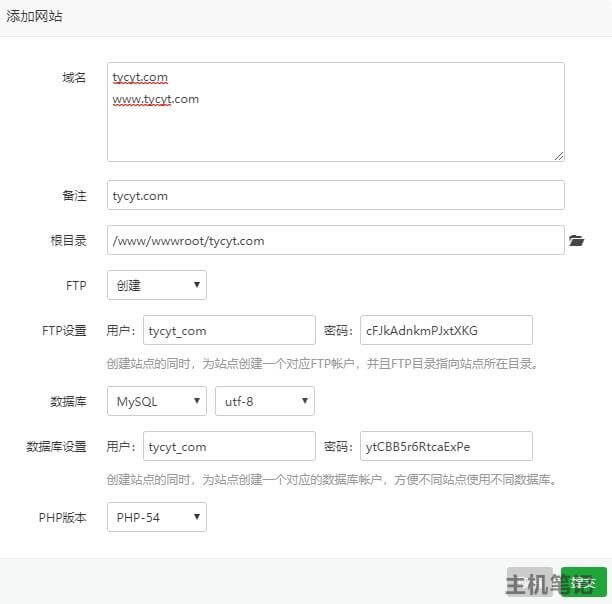 添加网站
域名
tycyt.com
www.tycyt.com
备注 tycyt.com
根目录 /www/wwwroot/tycyt.com
FTP 创建
FTP设置 用户: tycyt_com 密码: cFJkAdnkmPJxtXKG
创建站点的同时，为站点创建一个对应FTP帐户，并且FTP目录指向站点所在目录。
数据库 MySQL utf-8
数据库设置 用户: tycyt_com 密码: ytCBB5r6RtcaExPe
创建站点的同时，为站点创建一个对应的数据库帐户，方便不同站点使用不同数据库。
PHP版本 PHP-54
主机笔记 提交